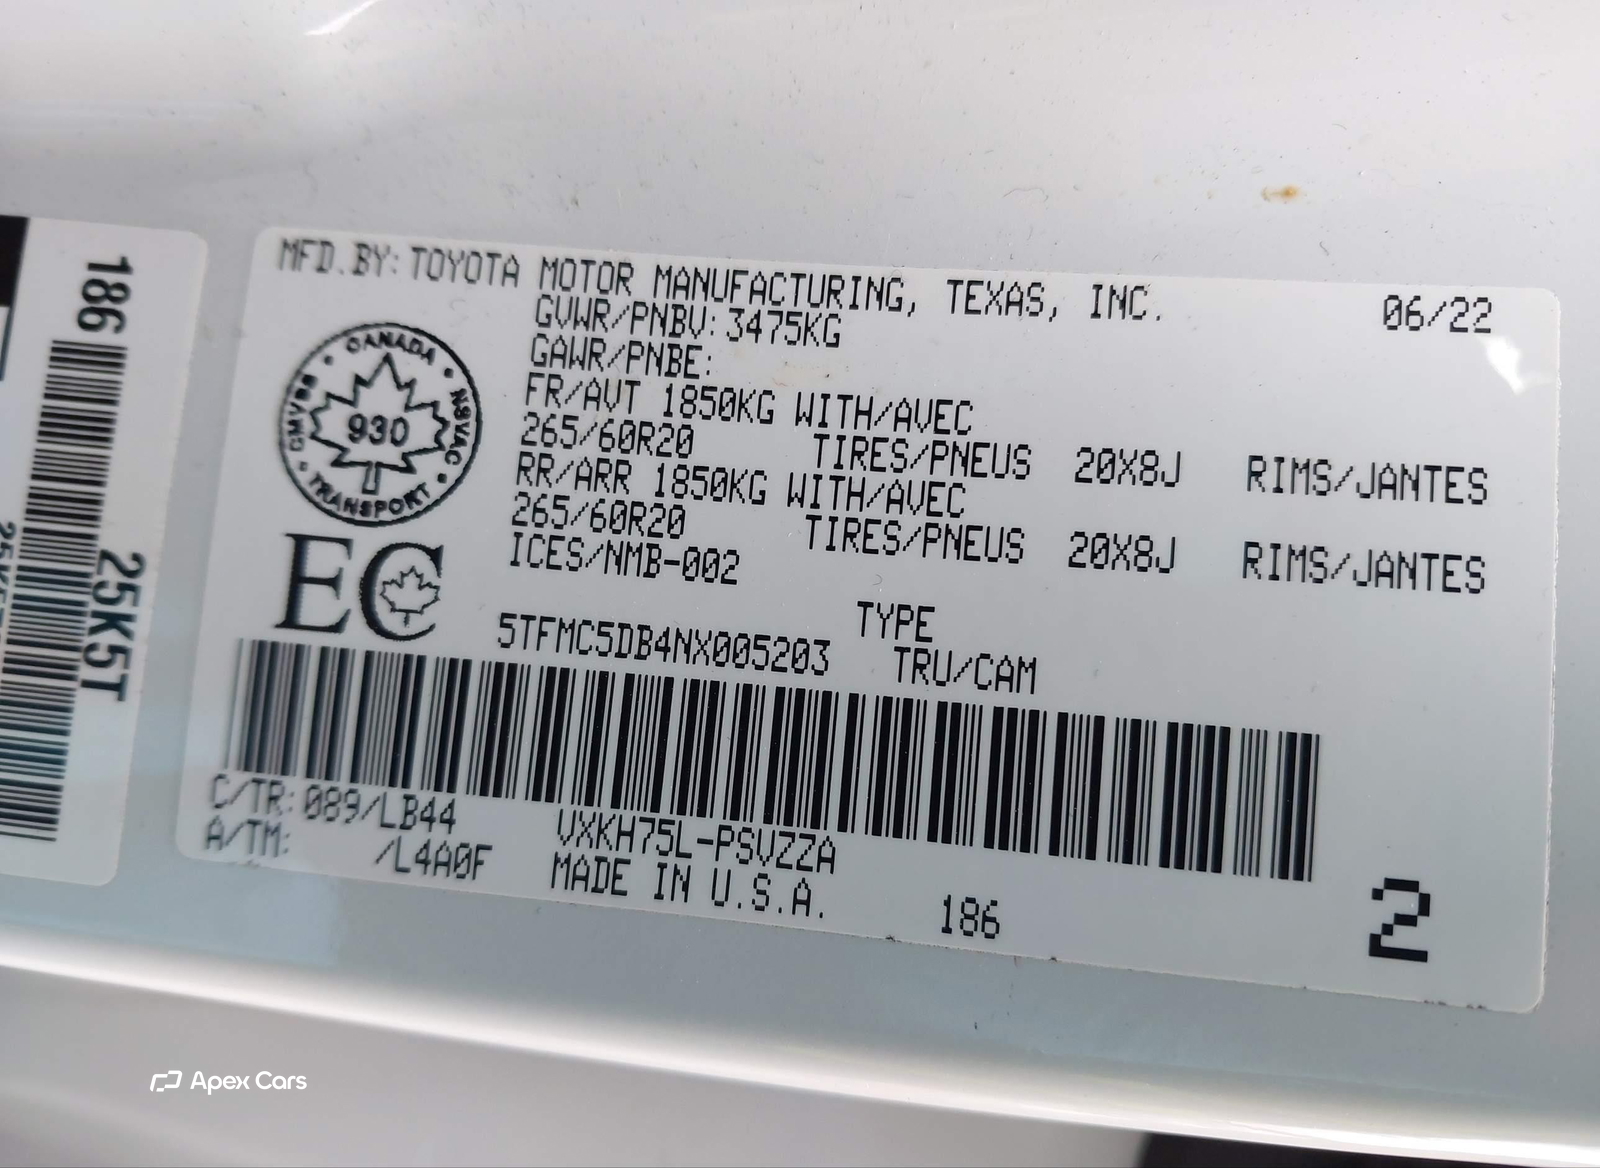 MFD.BY: TOYOTA MOTOR MANUFACTURING, TEXAS, INC. 06/22
GVWR/PNBV: 3475KG
GAWR/PNBE:
FR/AVT 1850KG WITH/AVEC
265/60R20 TIRES/PNEUS 20X8J RIMS/JANTES
RR/ARR 1850KG WITH/AVEC
265/60R20 TIRES/PNEUS 20X8J RIMS/JANTES
ICES/NMB-002
CANADA • NSVAC • TRANSPORT • CMVSS •
930
EC
TYPE
5TFMC5DB4NX005203 TRU/CAM
C/TR: 089/LB44 VXKH75L-PSVZZA
A/TM: /L4A0F MADE IN U.S.A.
186
2
186
25K5T
Apex Cars